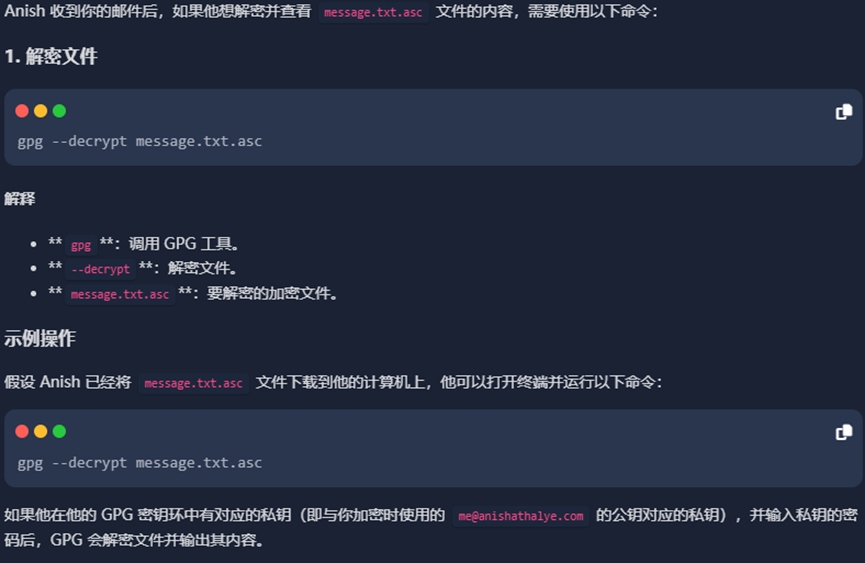 Anish 收到你的邮件后，如果他想解密并查看 message.txt.asc 文件的内容，需要使用以下命令：
1. 解密文件
gpg --decrypt message.txt.asc
解释
• ** gpg **：调用 GPG 工具。
• ** --decrypt **：解密文件。
• ** message.txt.asc **：要解密的加密文件。
示例操作
假设 Anish 已经将 message.txt.asc 文件下载到他的计算机上，他可以打开终端并运行以下命令：
gpg --decrypt message.txt.asc
如果他在他的 GPG 密钥环中有对应的私钥（即与你加密时使用的 me@anishathalye.com 的公钥对应的私钥），并输入私钥的密
码后，GPG 会解密文件并输出其内容。